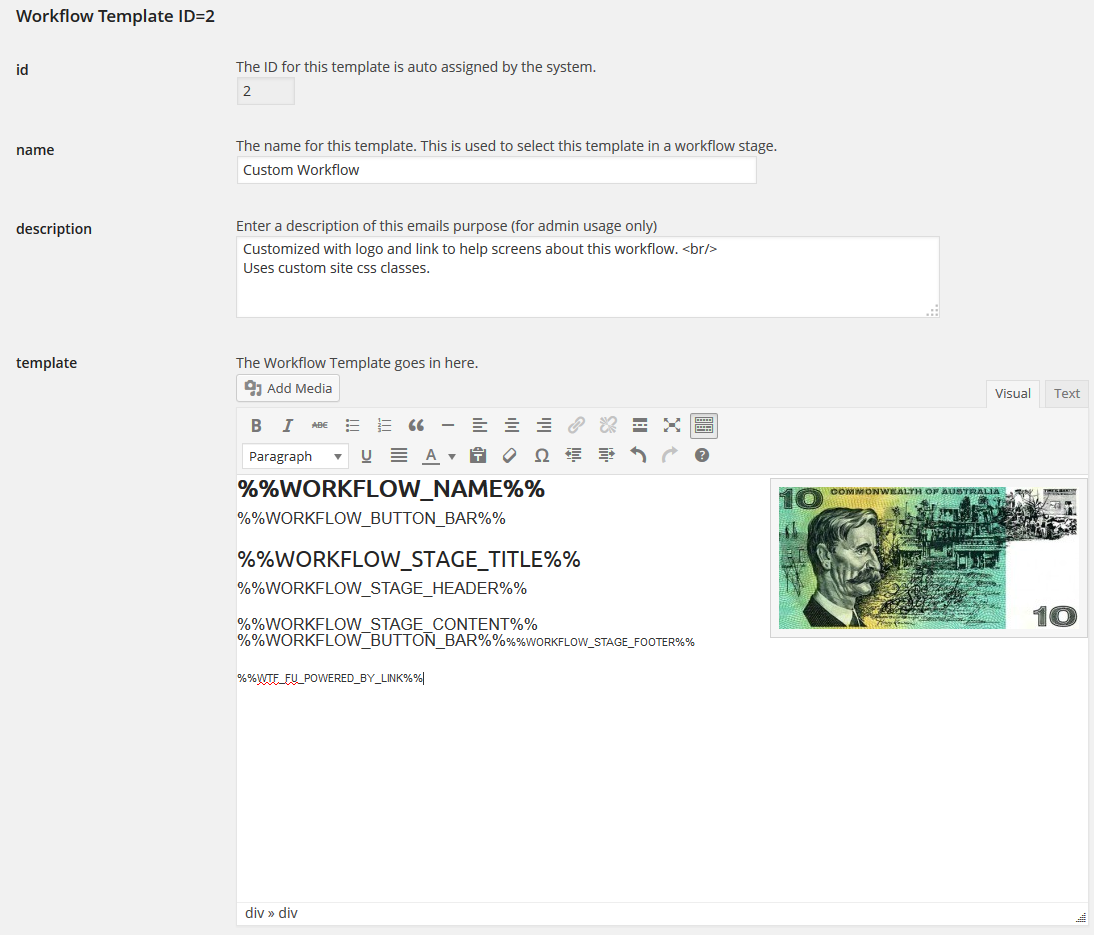 Workflow Template ID=2
id
The ID for this template is auto assigned by the system.
2
name
The name for this template. This is used to select this template in a workflow stage.
Custom Workflow
description
Enter a description of this emails purpose (for admin usage only)
Customized with logo and link to help screens about this workflow. <br/>
Uses custom site css classes.
template
The Workflow Template goes in here.
Add Media
Visual Text
B I ABC
Paragraph U A
%%WORKFLOW_NAME%%
%%WORKFLOW_BUTTON_BAR%%
%%WORKFLOW_STAGE_TITLE%%
%%WORKFLOW_STAGE_HEADER%%
%%WORKFLOW_STAGE_CONTENT%%
%%WORKFLOW_BUTTON_BAR%%%%WORKFLOW_STAGE_FOOTER%%
%%WTF_FU_POWERED_BY_LINK%%
10 COMMONWEALTH OF AUSTRALIA
10
div » div